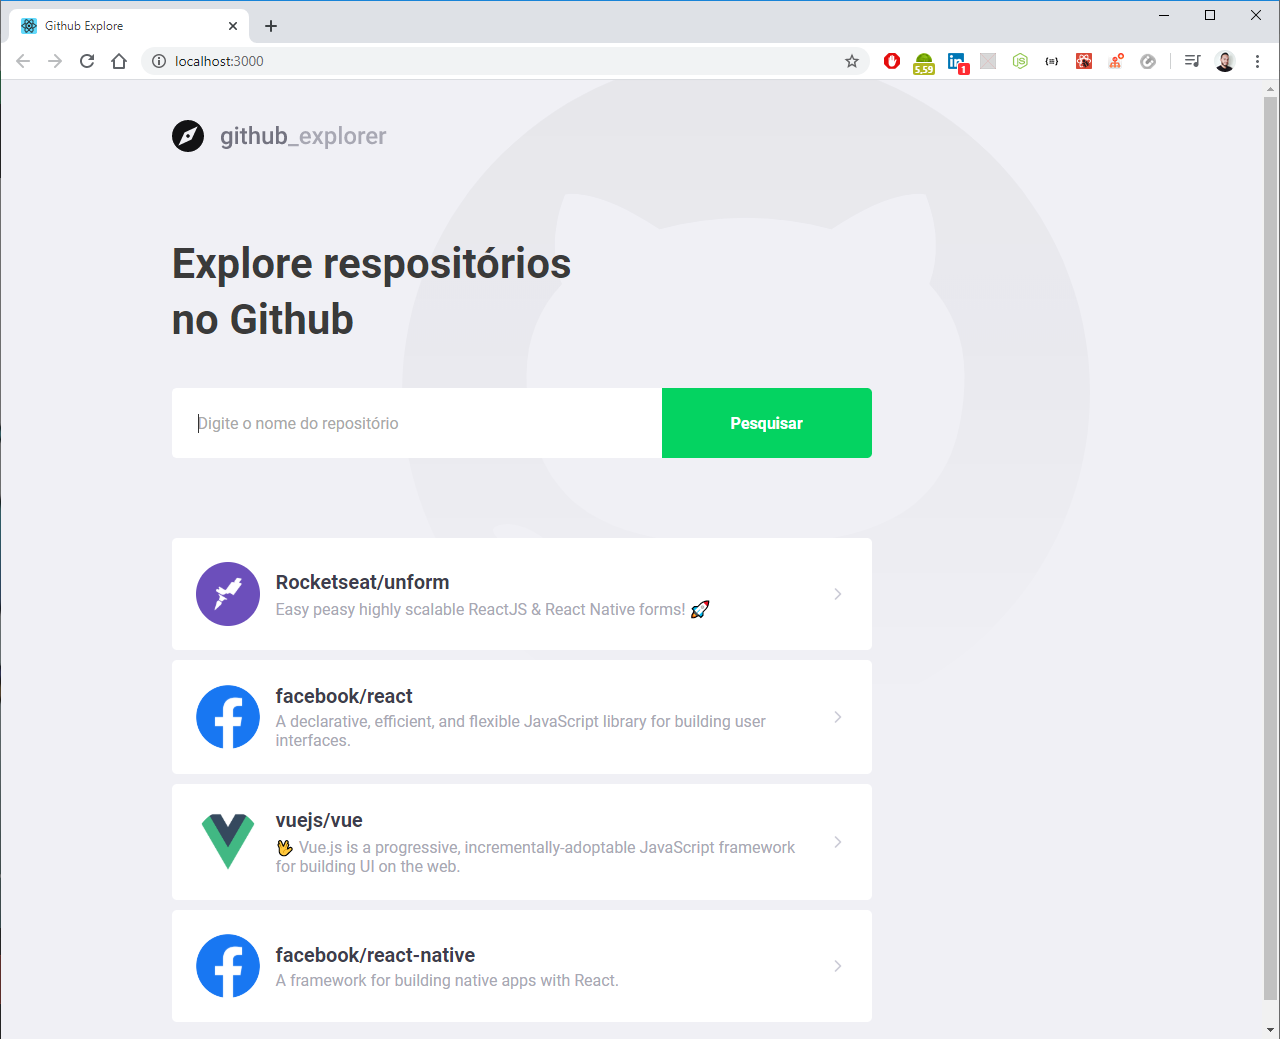 Github Explore
localhost:3000
5,59
1
JS
{≡}
github_explorer
Explore respositórios
no Github
Digite o nome do repositório
Pesquisar
Rocketseat/unform
Easy peasy highly scalable ReactJS & React Native forms! 🚀
facebook/react
A declarative, efficient, and flexible JavaScript library for building user
interfaces.
vuejs/vue
🖖 Vue.js is a progressive, incrementally-adoptable JavaScript framework
for building UI on the web.
facebook/react-native
A framework for building native apps with React.